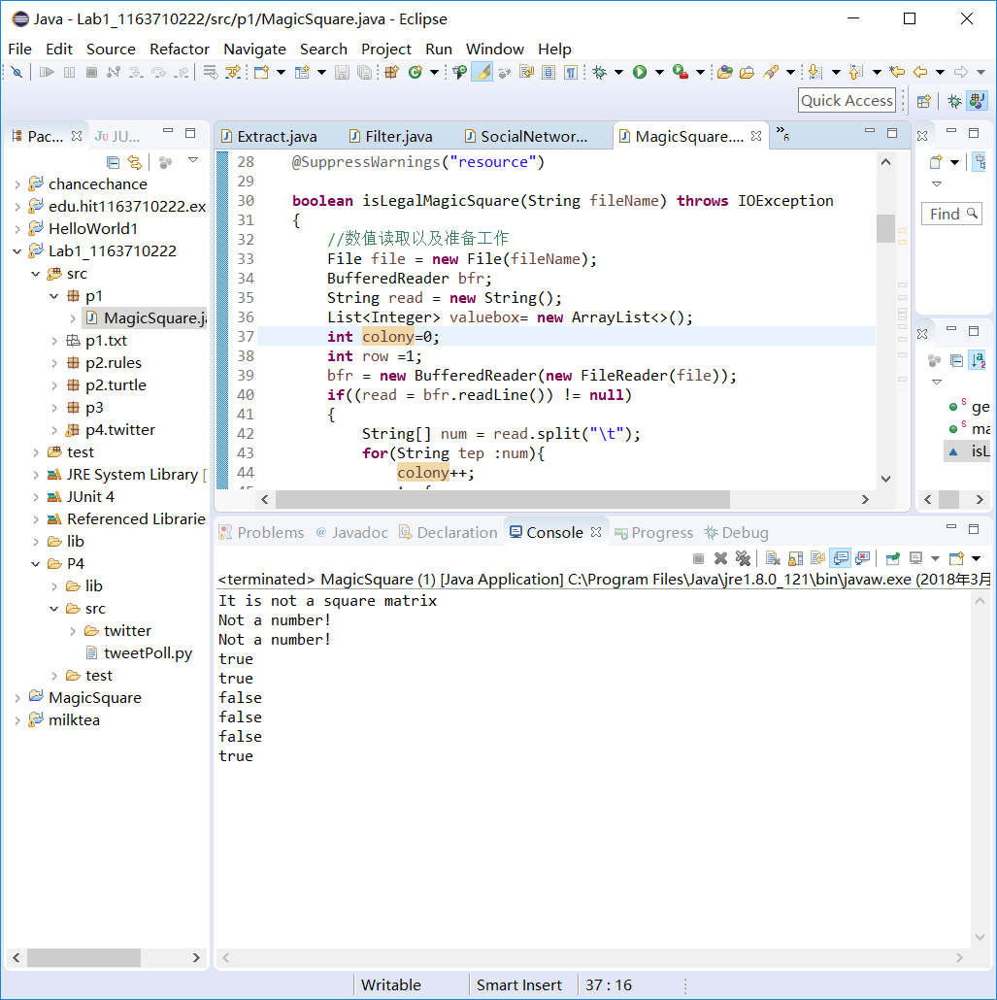 Java - Lab1_1163710222/src/p1/MagicSquare.java - Eclipse
File Edit Source Refactor Navigate Search Project Run Window Help
Quick Access
Pac... JU...
chancechance
edu.hit1163710222.ex
HelloWorld1
Lab1_1163710222
src
p1
MagicSquare.ja
p1.txt
p2.rules
p2.turtle
p3
p4.twitter
test
JRE System Library [
JUnit 4
Referenced Librarie
lib
P4
lib
src
twitter
tweetPoll.py
test
MagicSquare
milktea
Extract.java Filter.java SocialNetwor... MagicSquare.... »6
28 @SuppressWarnings("resource")
29
30 boolean isLegalMagicSquare(String fileName) throws IOException
31 {
32 //数值读取以及准备工作
33 File file = new File(fileName);
34 BufferedReader bfr;
35 String read = new String();
36 List<Integer> valuebox= new ArrayList<>();
37 int colony=0;
38 int row =1;
39 bfr = new BufferedReader(new FileReader(file));
40 if((read = bfr.readLine()) != null)
41 {
42 String[] num = read.split("\t");
43 for(String tep :num){
44 colony++;
Find
ge
ma
isL
Problems @ Javadoc Declaration Console Progress Debug
<terminated> MagicSquare (1) [Java Application] C:\Program Files\Java\jre1.8.0_121\bin\javaw.exe (2018年3月
It is not a square matrix
Not a number!
Not a number!
true
true
false
false
false
true
Writable Smart Insert 37 : 16